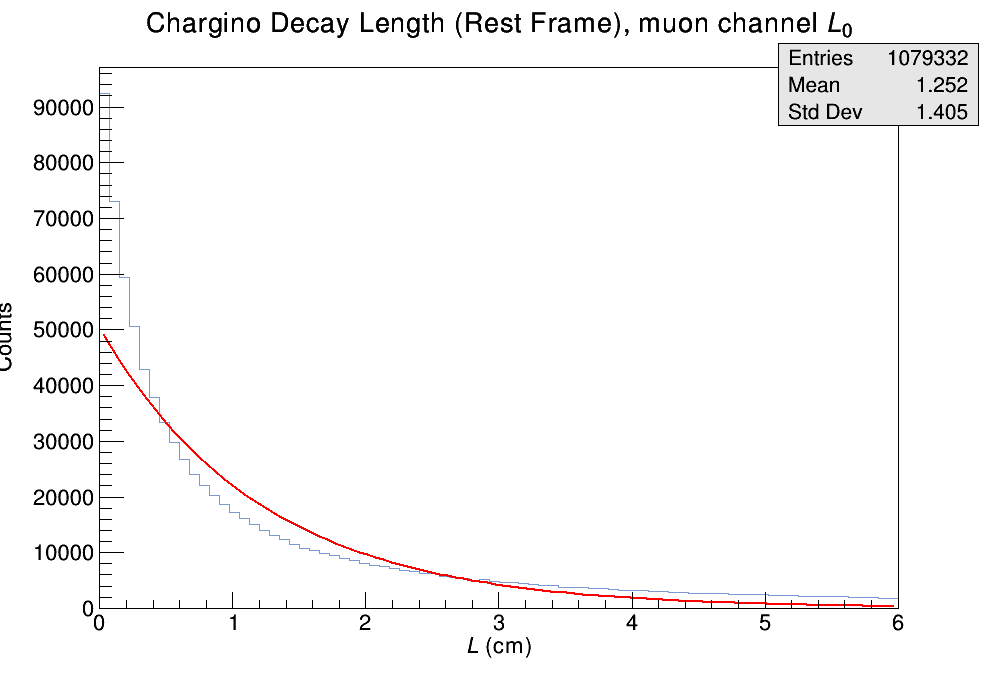 Chargino Decay Length (Rest Frame), muon channel L₀
Entries 1079332
Mean 1.252
Std Dev 1.405
90000
80000
70000
60000
50000
40000
30000
20000
10000
0
Counts
0 1 2 3 4 5 6
L (cm)